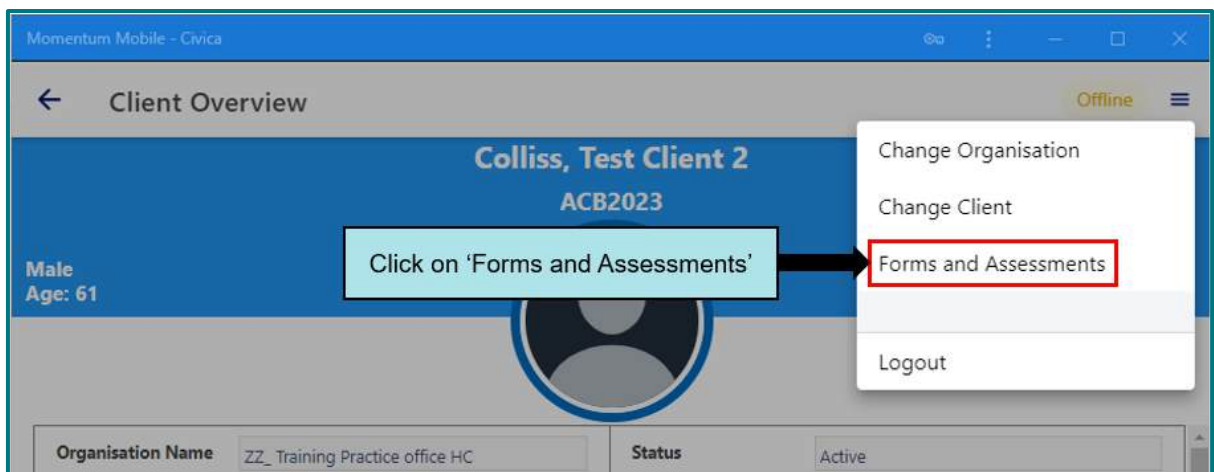 Momentum Mobile - Civica
Client Overview
Offline
Colliss, Test Client 2
ACB2023
Male
Age: 61
Click on ‘Forms and Assessments’
Change Organisation
Change Client
Forms and Assessments
Logout
Organisation Name
ZZ_ Training Practice office HC
Status
Active